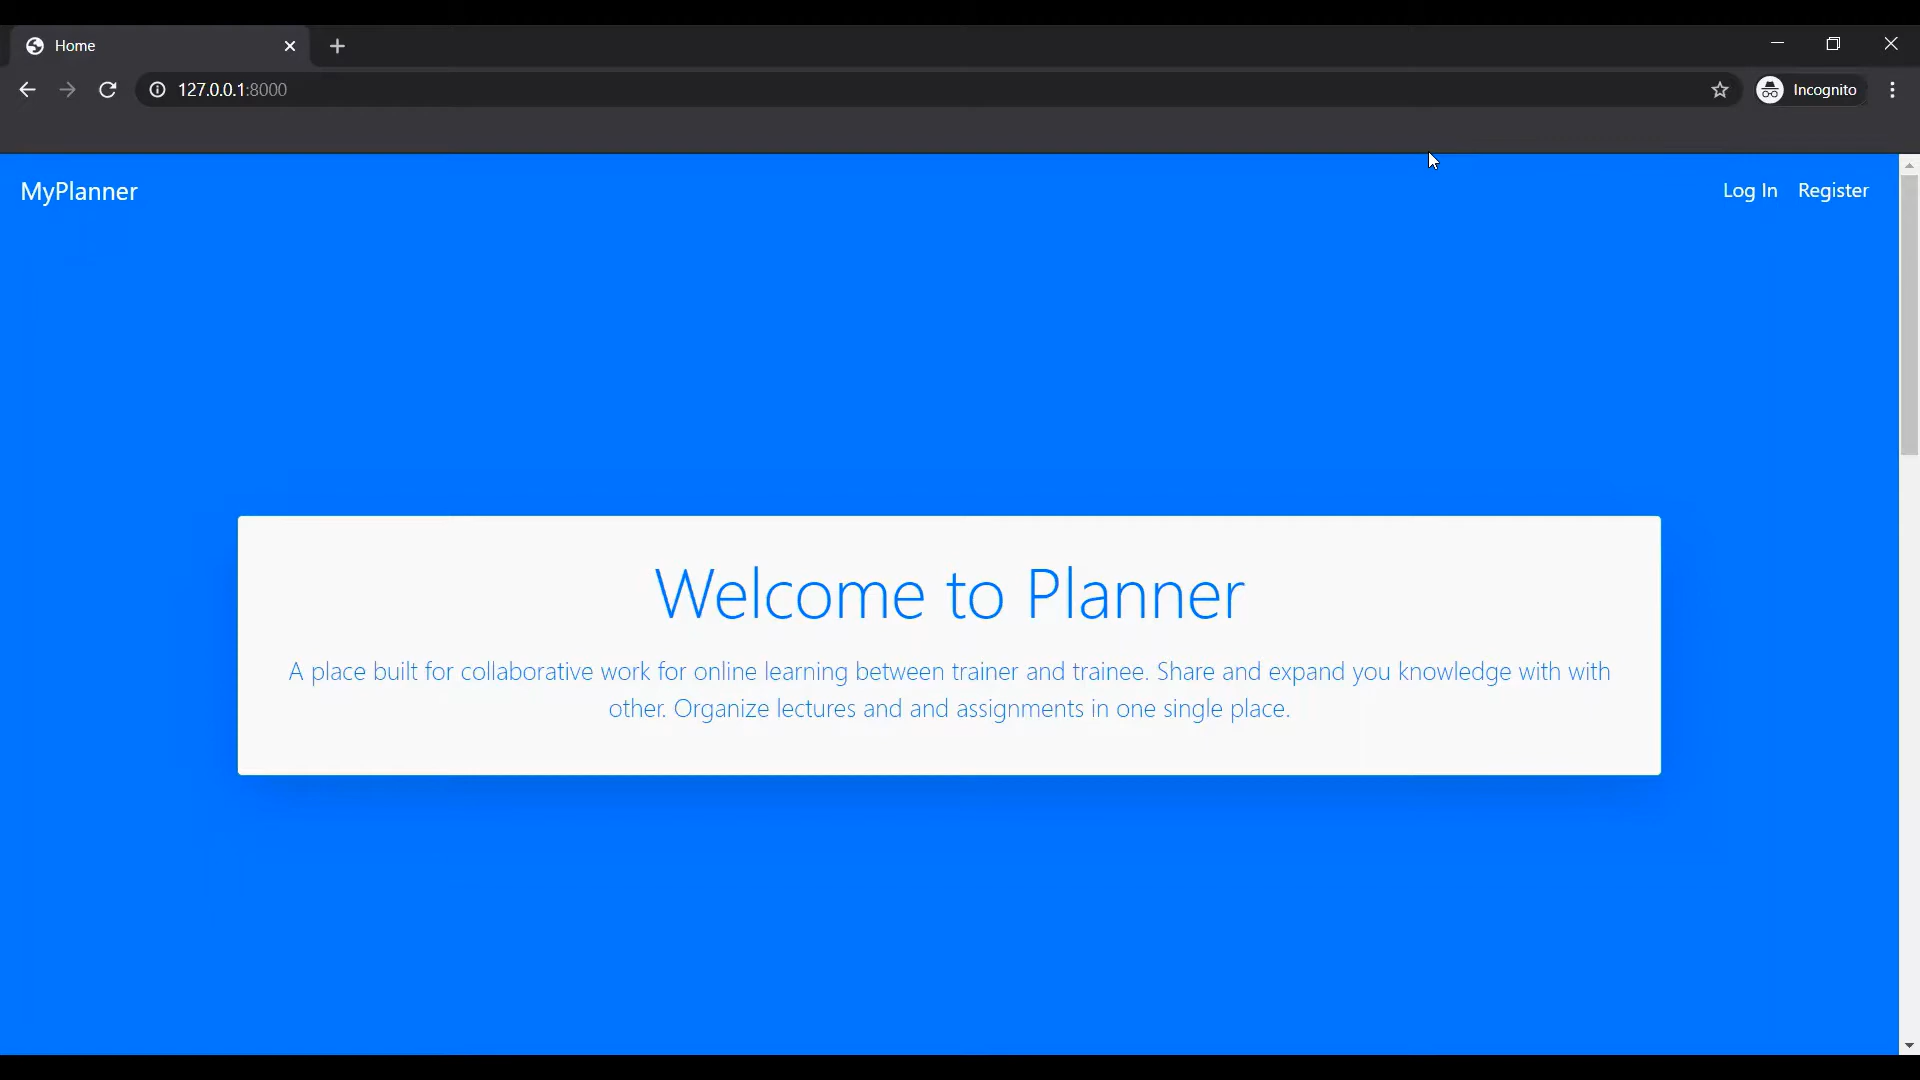 Home
127.0.0.1:8000
Incognito
MyPlanner
Log In Register
Welcome to Planner
A place built for collaborative work for online learning between trainer and trainee. Share and expand you knowledge with with
other. Organize lectures and and assignments in one single place.